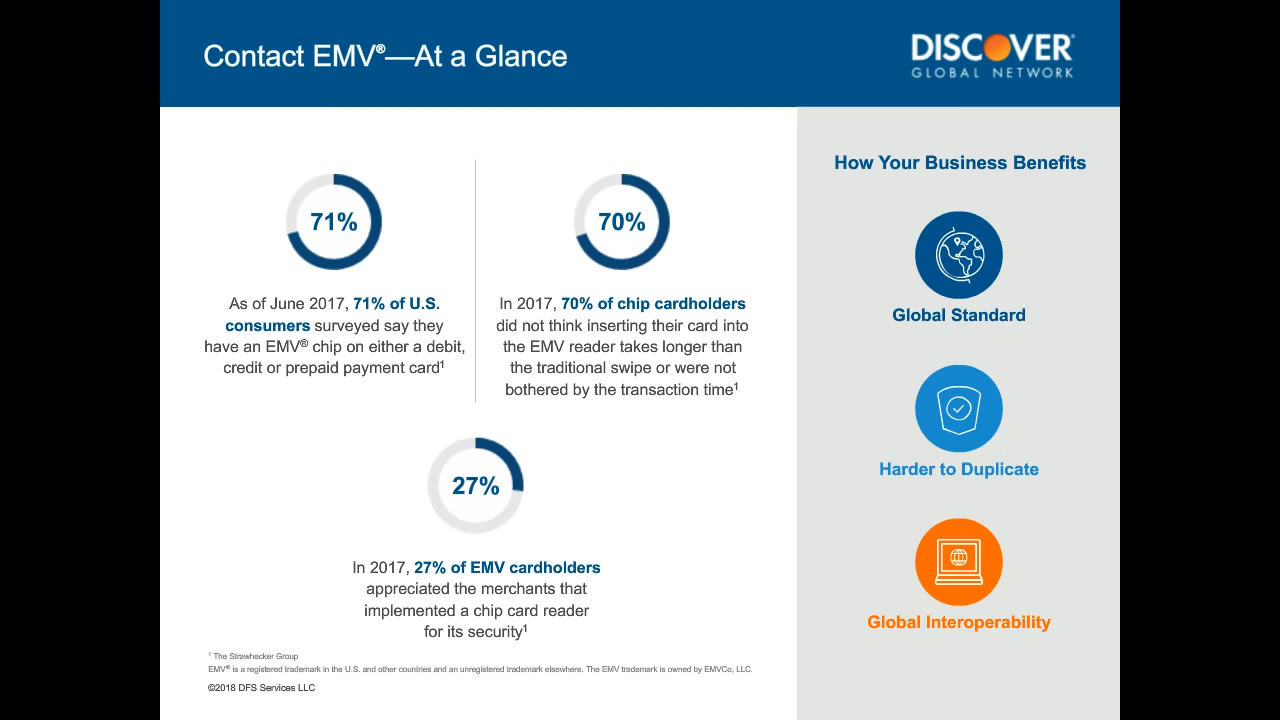 Contact EMV®—At a Glance
DISCOVER®
GLOBAL NETWORK
71%
As of June 2017, 71% of U.S.
consumers surveyed say they
have an EMV® chip on either a debit,
credit or prepaid payment card¹
70%
In 2017, 70% of chip cardholders
did not think inserting their card into
the EMV reader takes longer than
the traditional swipe or were not
bothered by the transaction time¹
27%
In 2017, 27% of EMV cardholders
appreciated the merchants that
implemented a chip card reader
for its security¹
¹ The Strawhecker Group
EMV® is a registered trademark in the U.S. and other countries and an unregistered trademark elsewhere. The EMV trademark is owned by EMVCo, LLC.
©2018 DFS Services LLC
How Your Business Benefits
Global Standard
Harder to Duplicate
Global Interoperability